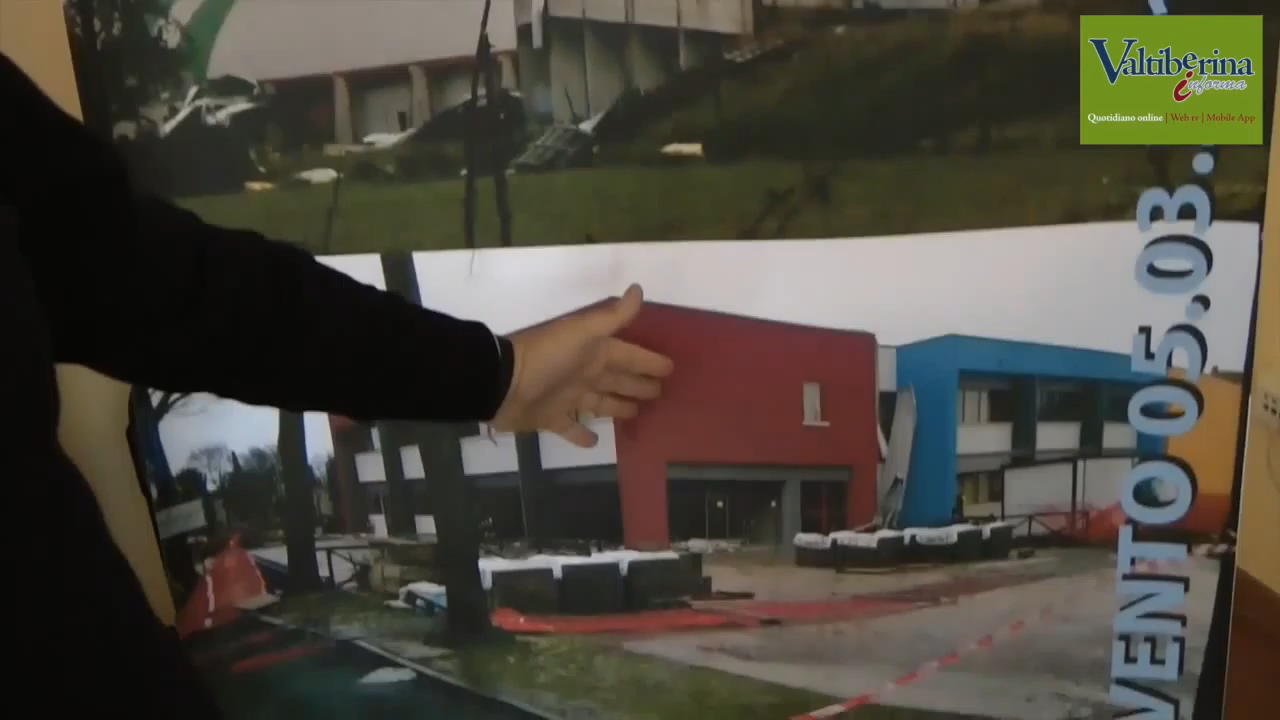 Valtiberina
informa
Quotidiano online | Web tv | Mobile App
VENTO 05.03.